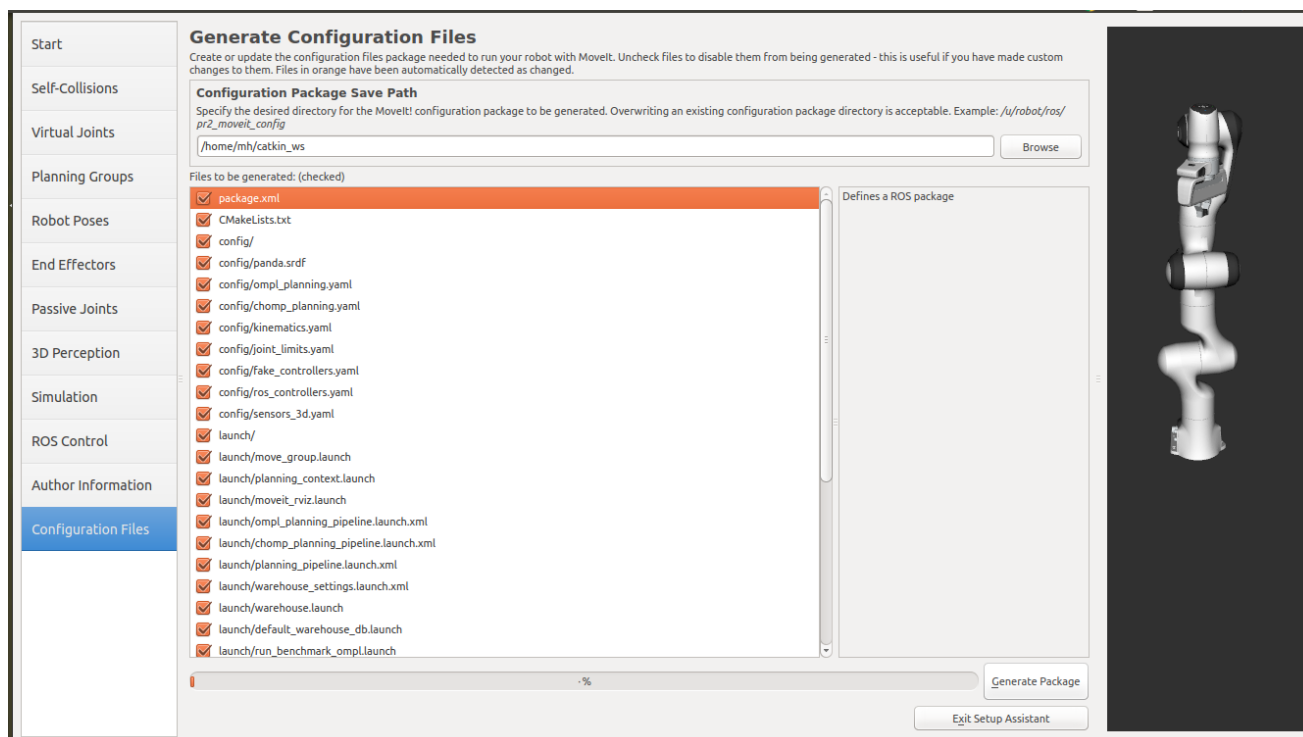 Start
Self-Collisions
Virtual Joints
Planning Groups
Robot Poses
End Effectors
Passive Joints
3D Perception
Simulation
ROS Control
Author Information
Configuration Files
Generate Configuration Files
Create or update the configuration files package needed to run your robot with MoveIt. Uncheck files to disable them from being generated - this is useful if you have made custom
changes to them. Files in orange have been automatically detected as changed.
Configuration Package Save Path
Specify the desired directory for the MoveIt! configuration package to be generated. Overwriting an existing configuration package directory is acceptable. Example: /u/robot/ros/
pr2_moveit_config
/home/mh/catkin_ws
Browse
Files to be generated: (checked)
package.xml
CMakeLists.txt
config/
config/panda.srdf
config/ompl_planning.yaml
config/chomp_planning.yaml
config/kinematics.yaml
config/joint_limits.yaml
config/fake_controllers.yaml
config/ros_controllers.yaml
config/sensors_3d.yaml
launch/
launch/move_group.launch
launch/planning_context.launch
launch/moveit_rviz.launch
launch/ompl_planning_pipeline.launch.xml
launch/chomp_planning_pipeline.launch.xml
launch/planning_pipeline.launch.xml
launch/warehouse_settings.launch.xml
launch/warehouse.launch
launch/default_warehouse_db.launch
launch/run_benchmark_ompl.launch
Defines a ROS package
-%
Generate Package
Exit Setup Assistant